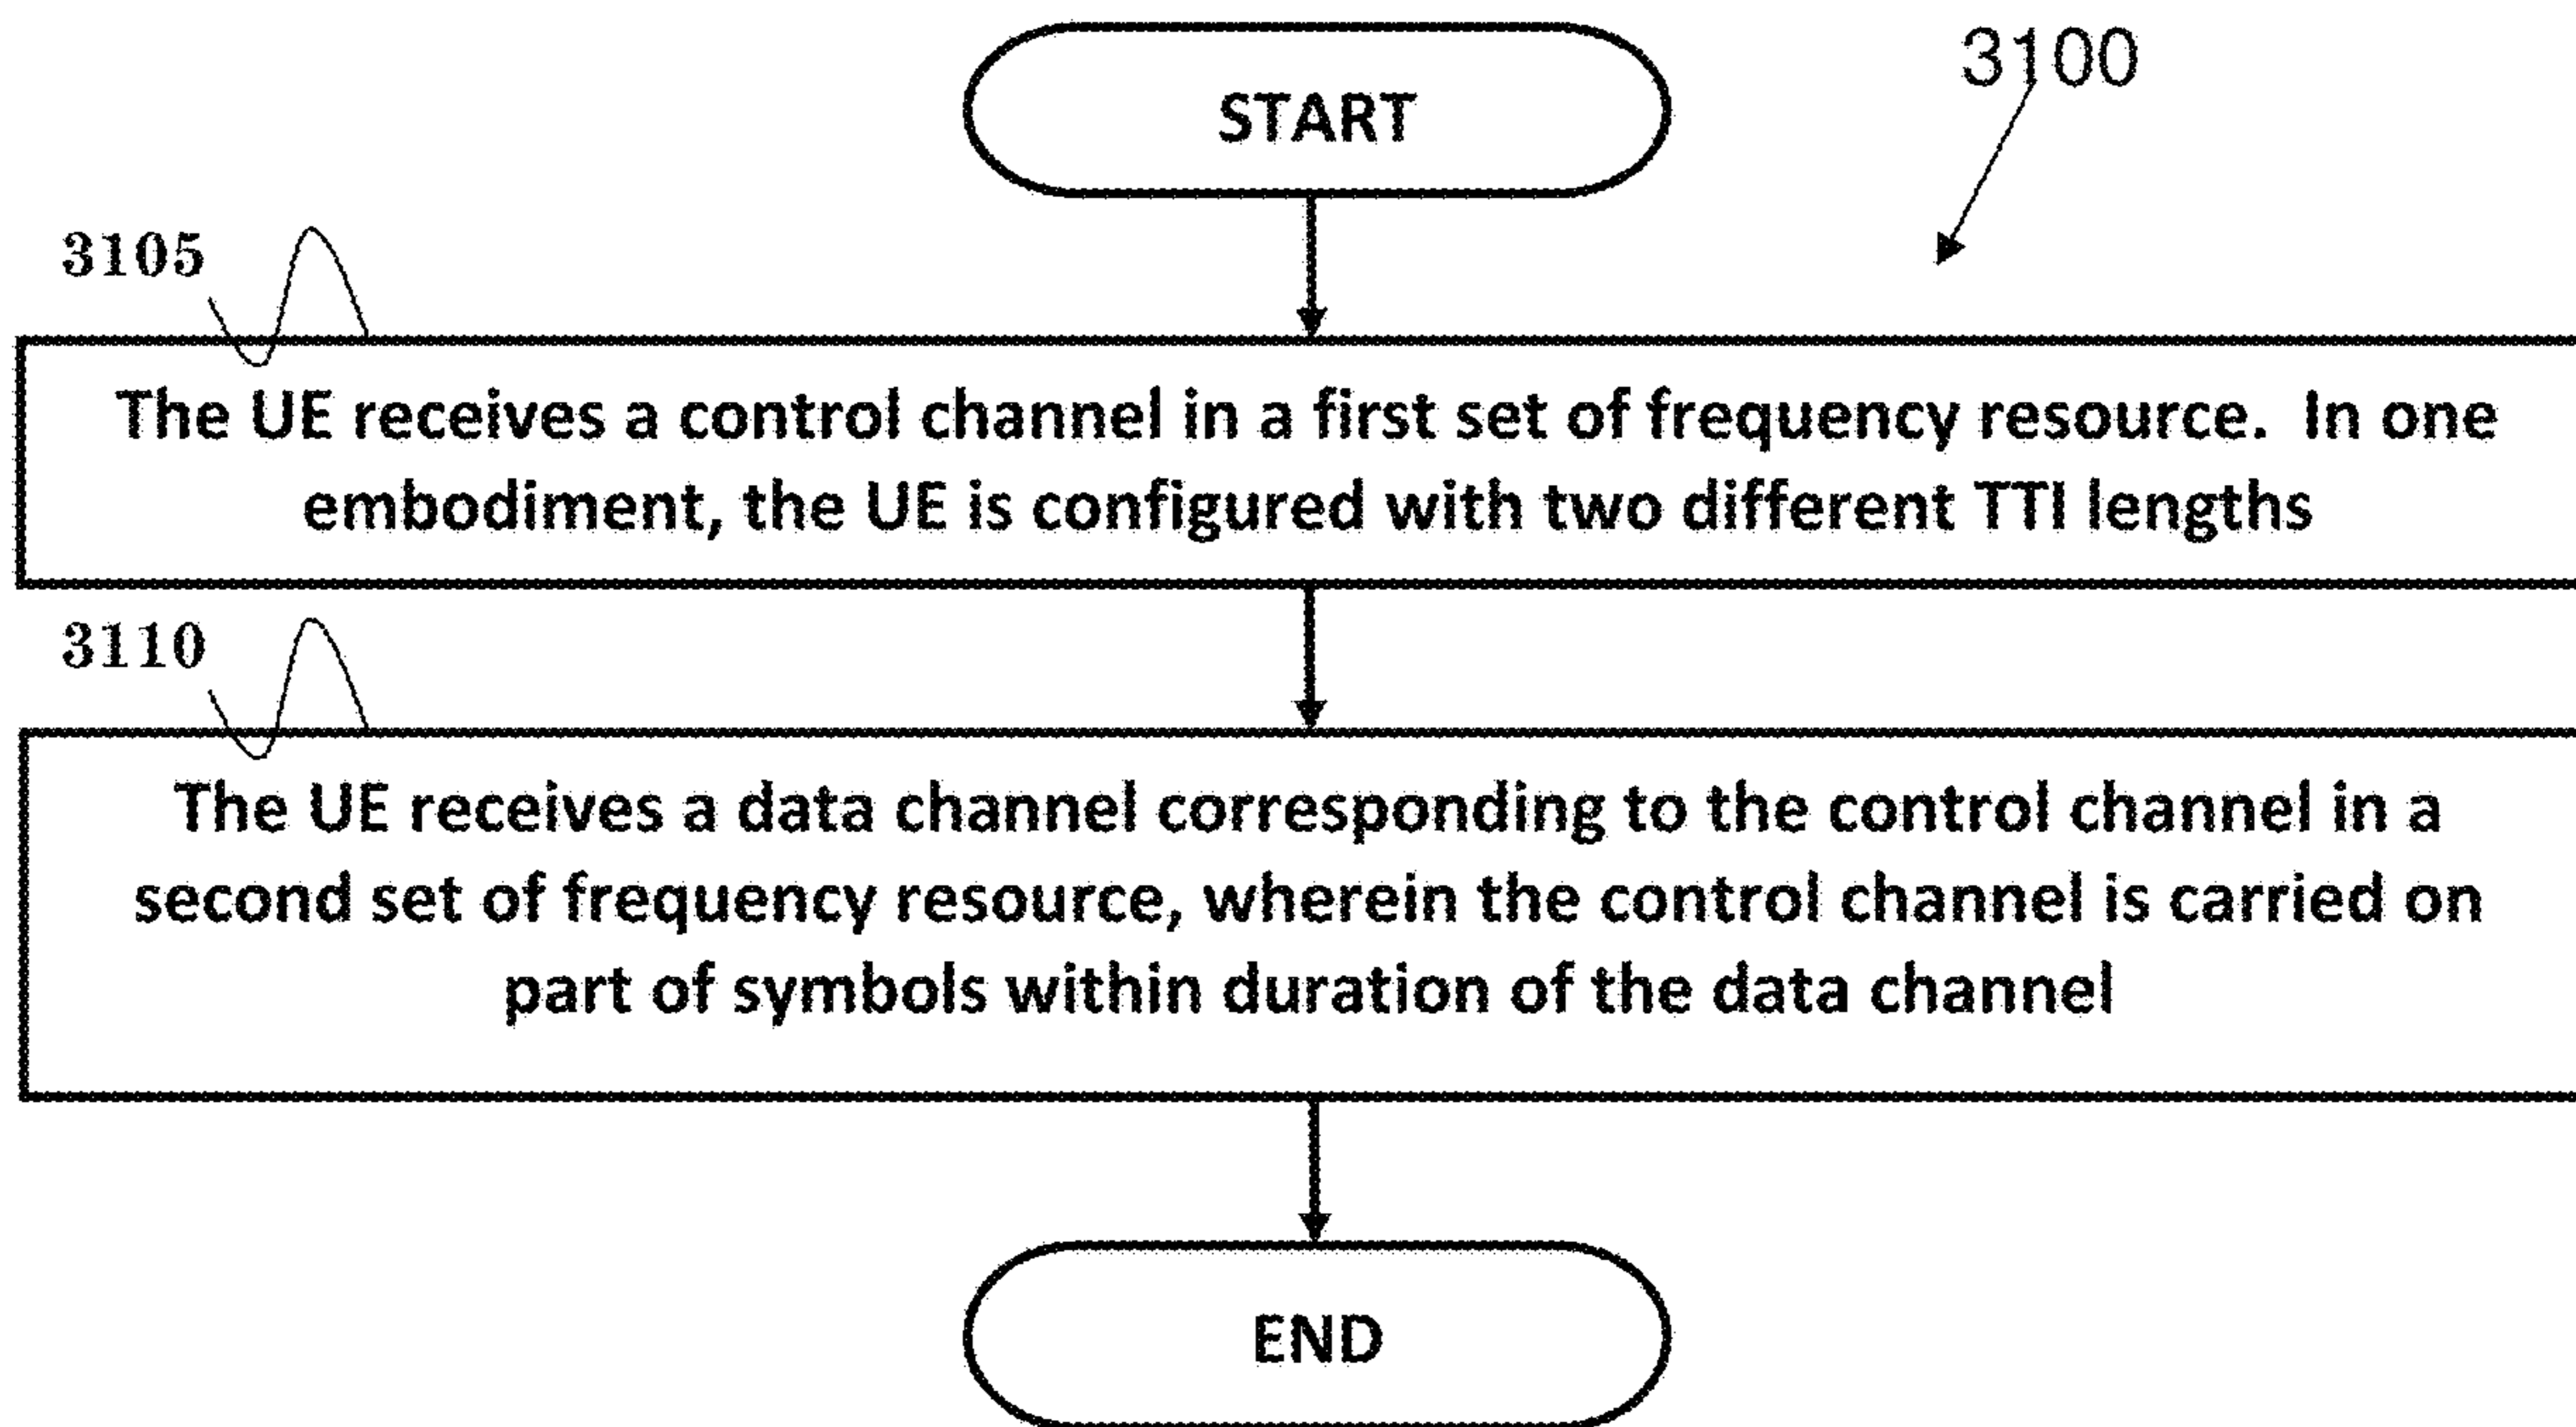 START
3100
3105
The UE receives a control channel in a first set of frequency resource.  In one
embodiment, the UE is configured with two different TTI lengths
3110
The UE receives a data channel corresponding to the control channel in a
second set of frequency resource, wherein the control channel is carried on
part of symbols within duration of the data channel
END